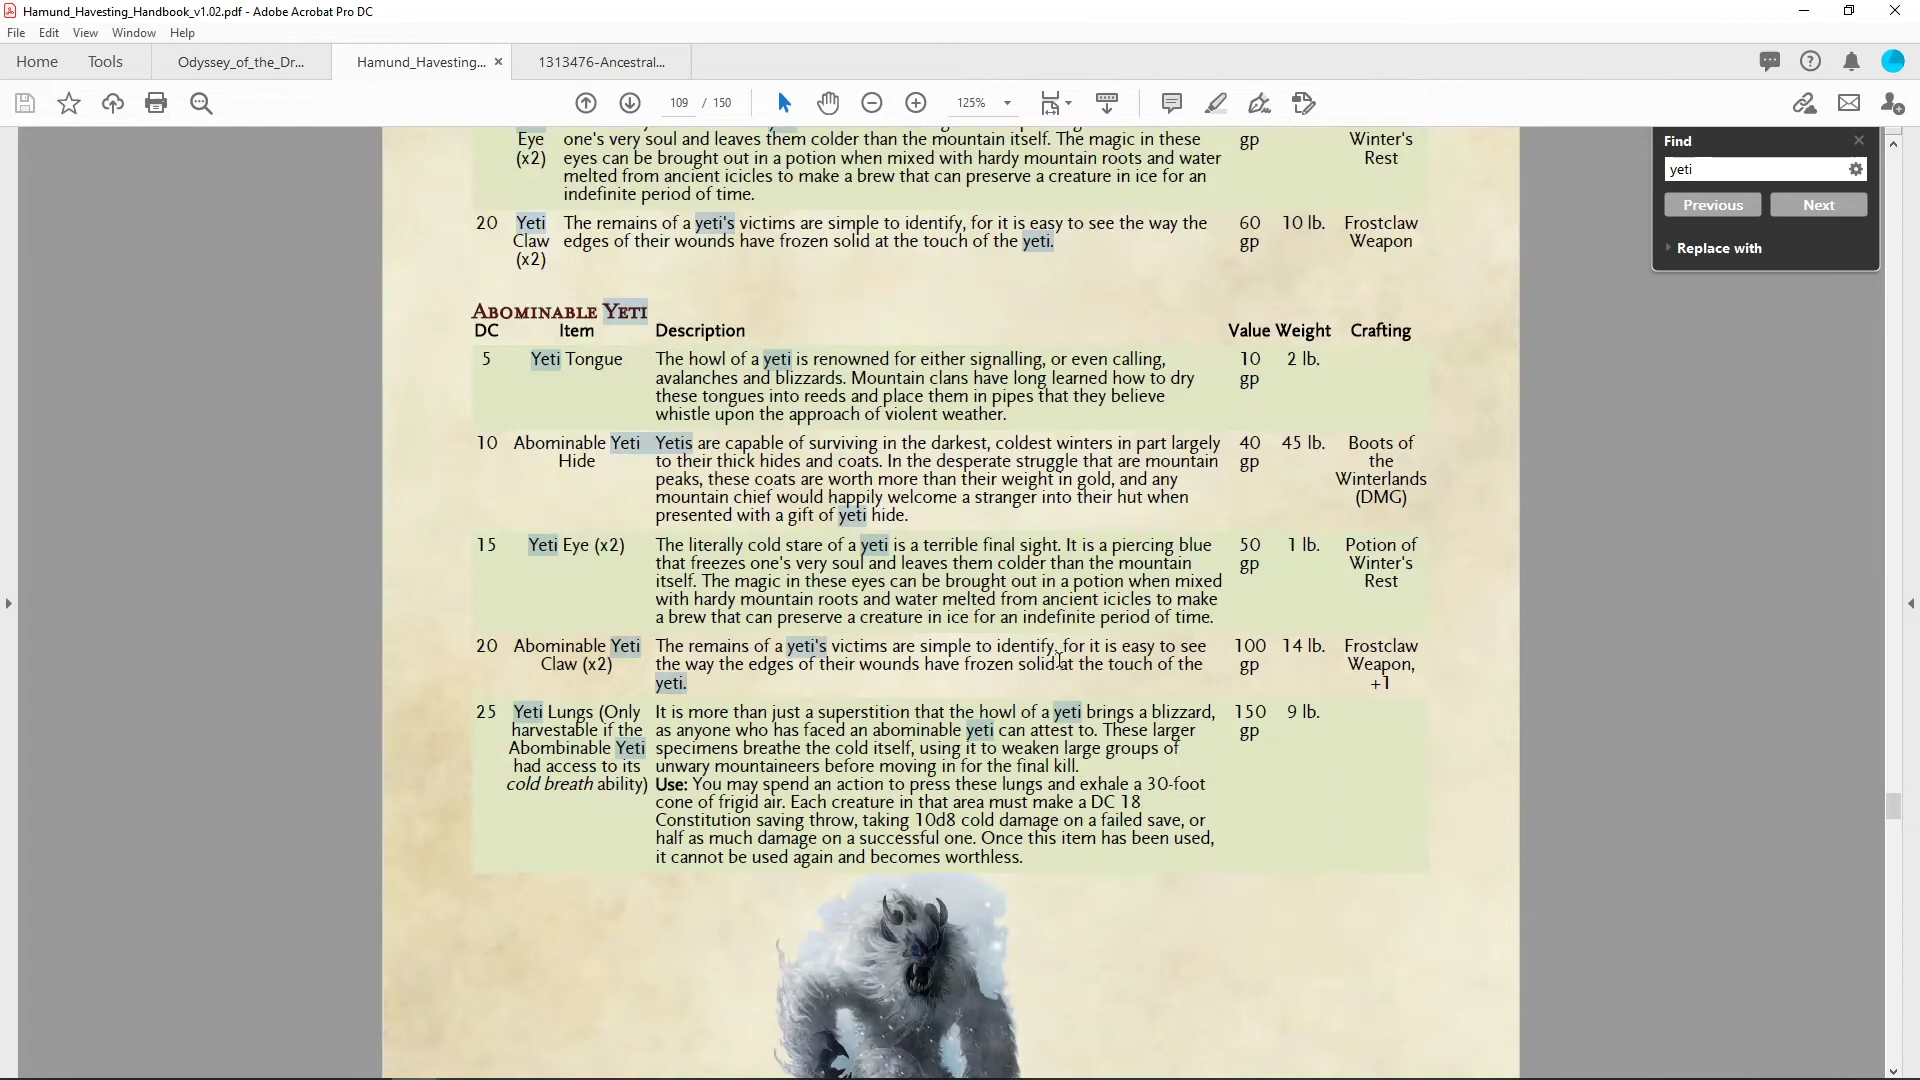 Hamund_Havesting_Handbook_v1.02.pdf - Adobe Acrobat Pro DC
File Edit View Window Help
Home Tools Odyssey_of_the_Dr... Hamund_Havesting... × 1313476-Ancestral...
109 / 150 125%
Find
yeti
Previous Next
Replace with
Eye one's very soul and leaves them colder than the mountain itself. The magic in these gp Winter's
(x2) eyes can be brought out in a potion when mixed with hardy mountain roots and water Rest
melted from ancient icicles to make a brew that can preserve a creature in ice for an
indefinite period of time.
20 Yeti The remains of a yeti's victims are simple to identify, for it is easy to see the way the 60 10 lb. Frostclaw
Claw edges of their wounds have frozen solid at the touch of the yeti. gp Weapon
(x2)
Abominable Yeti
DC Item Description Value Weight Crafting
5 Yeti Tongue The howl of a yeti is renowned for either signalling, or even calling, 10 2 lb.
avalanches and blizzards. Mountain clans have long learned how to dry gp
these tongues into reeds and place them in pipes that they believe
whistle upon the approach of violent weather.
10 Abominable Yeti Yetis are capable of surviving in the darkest, coldest winters in part largely 40 45 lb. Boots of
Hide to their thick hides and coats. In the desperate struggle that are mountain gp the
peaks, these coats are worth more than their weight in gold, and any Winterlands
mountain chief would happily welcome a stranger into their hut when (DMG)
presented with a gift of yeti hide.
15 Yeti Eye (x2) The literally cold stare of a yeti is a terrible final sight. It is a piercing blue 50 1 lb. Potion of
that freezes one's very soul and leaves them colder than the mountain gp Winter's
itself. The magic in these eyes can be brought out in a potion when mixed Rest
with hardy mountain roots and water melted from ancient icicles to make
a brew that can preserve a creature in ice for an indefinite period of time.
20 Abominable Yeti The remains of a yeti's victims are simple to identify, for it is easy to see 100 14 lb. Frostclaw
Claw (x2) the way the edges of their wounds have frozen solid at the touch of the gp Weapon,
yeti. +1
25 Yeti Lungs (Only It is more than just a superstition that the howl of a yeti brings a blizzard, 150 9 lb.
harvestable if the as anyone who has faced an abominable yeti can attest to. These larger gp
Abombinable Yeti specimens breathe the cold itself, using it to weaken large groups of
had access to its unwary mountaineers before moving in for the final kill.
cold breath ability) Use: You may spend an action to press these lungs and exhale a 30-foot
cone of frigid air. Each creature in that area must make a DC 18
Constitution saving throw, taking 10d8 cold damage on a failed save, or
half as much damage on a successful one. Once this item has been used,
it cannot be used again and becomes worthless.